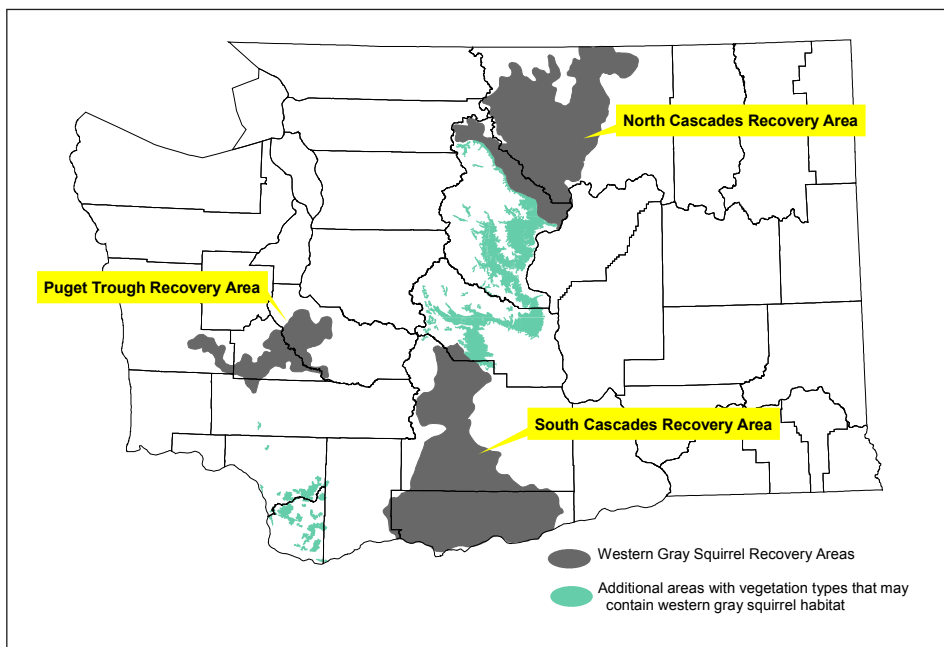 North Cascades Recovery Area
Puget Trough Recovery Area
South Cascades Recovery Area
Western Gray Squirrel Recovery Areas
Additional areas with vegetation types that may
contain western gray squirrel habitat